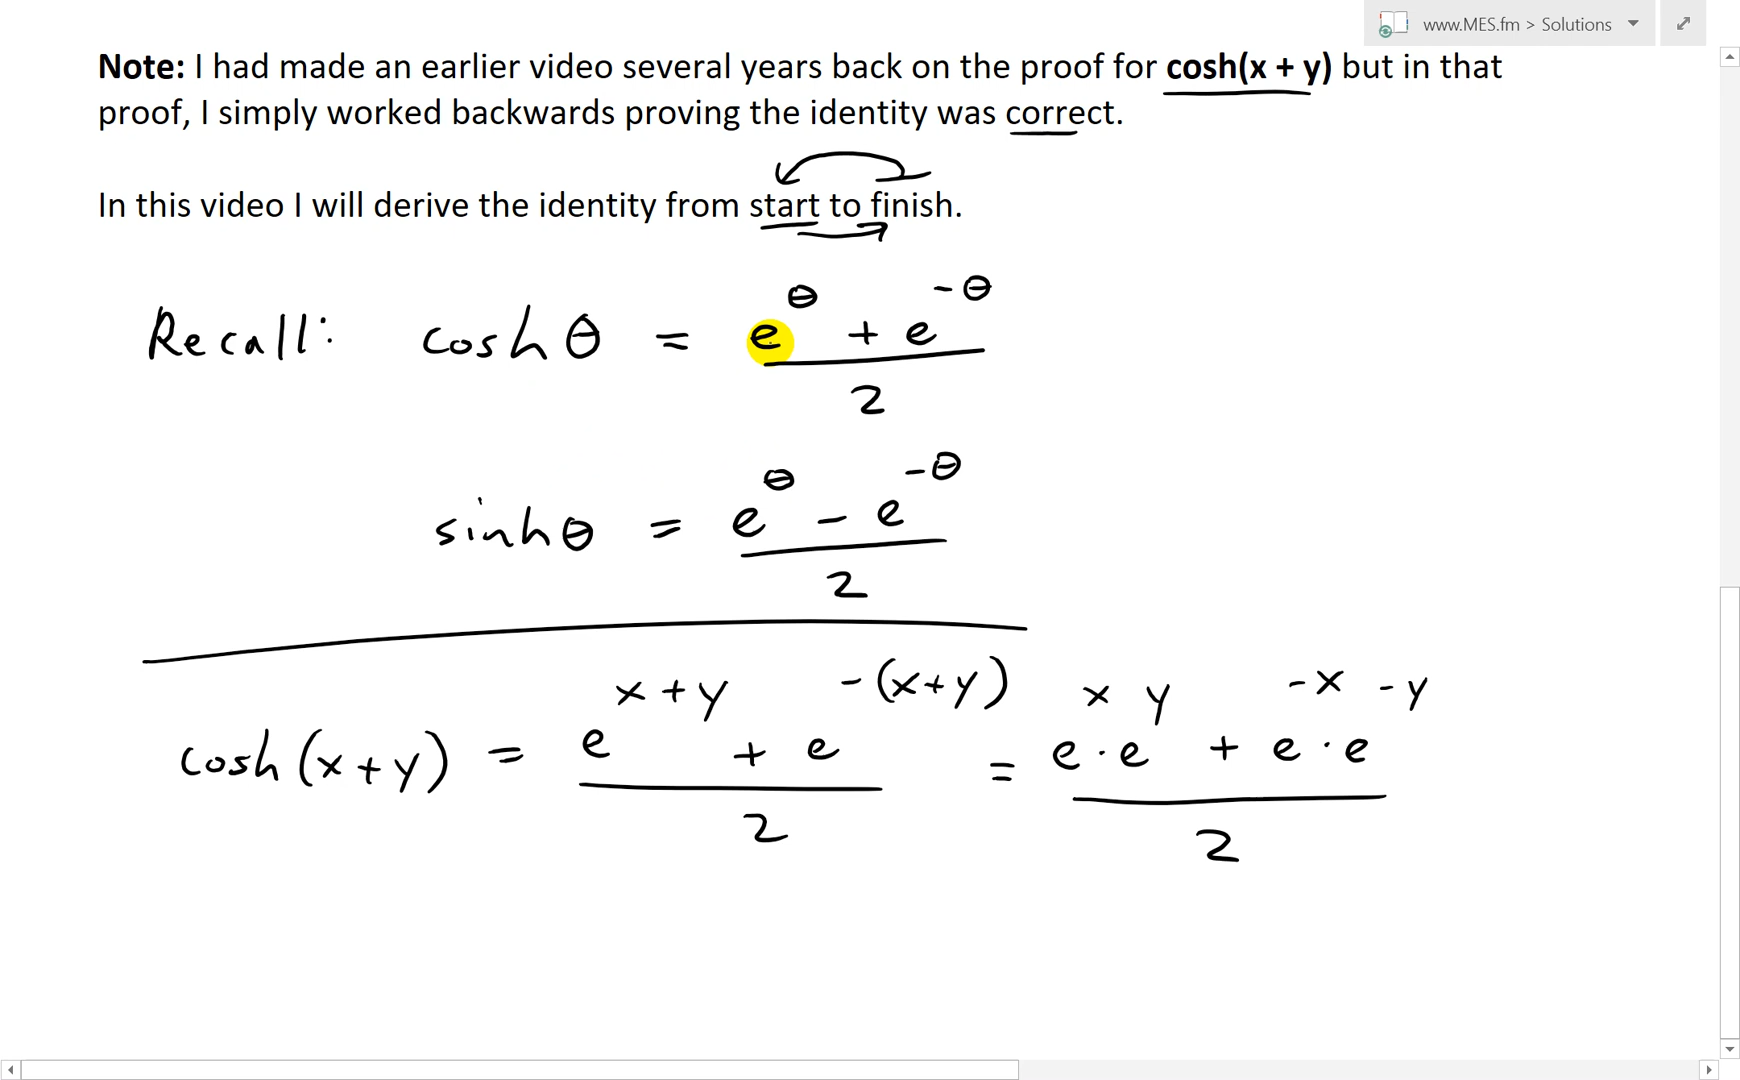 www.MES.fm > Solutions
Note: I had made an earlier video several years back on the proof for cosh(x + y) but in that
proof, I simply worked backwards proving the identity was correct.
In this video I will derive the identity from start to finish.
Recall: cosh θ = (e^θ + e^-θ)/2
sinh θ = (e^θ - e^-θ)/2
cosh(x+y) = (e^(x+y) + e^-(x+y))/2 = (e^x · e^y + e^-x · e^-y)/2